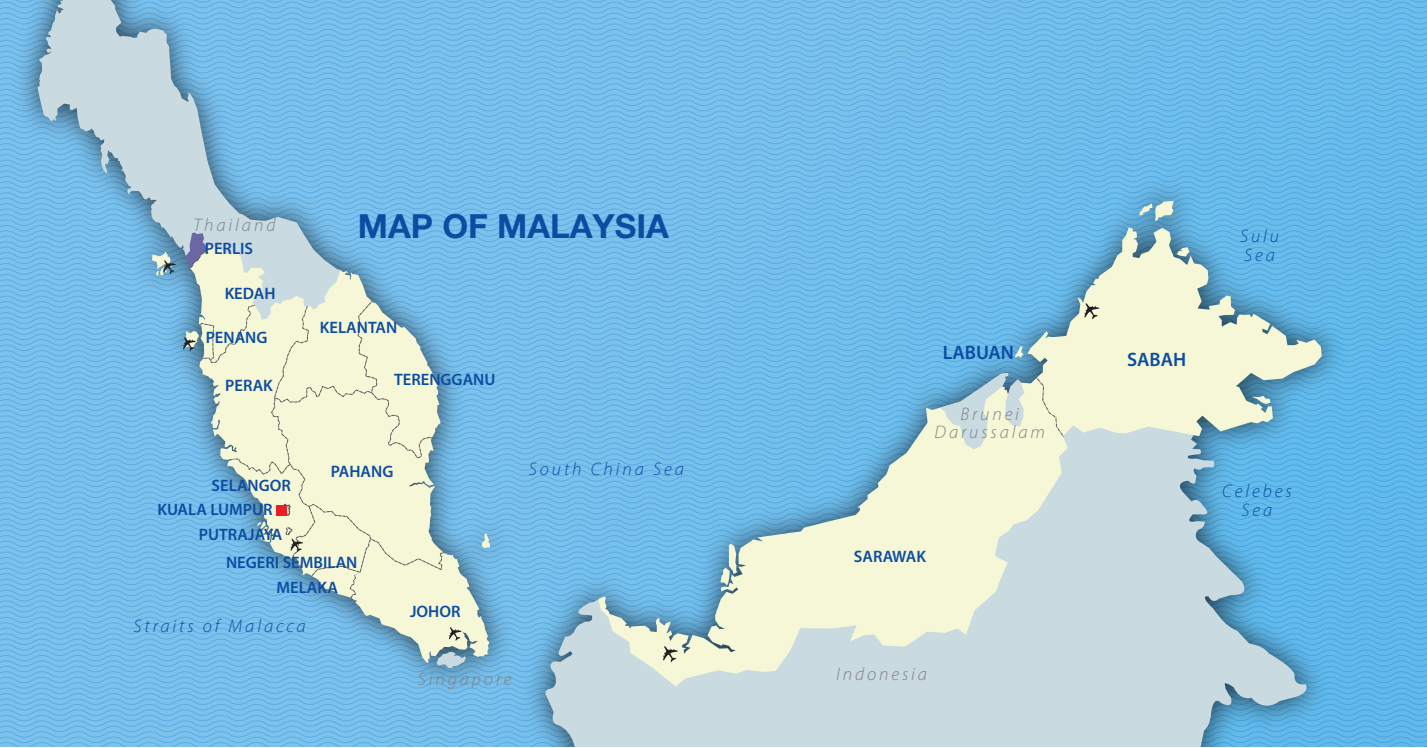 Thailand
MAP OF MALAYSIA
PERLIS
Sulu
Sea
KEDAH
KELANTAN
PENANG
LABUAN
SABAH
PERAK
TERENGGANU
Brunei
Darussalam
PAHANG
South China Sea
SELANGOR
Celebes
Sea
KUALA LUMPUR
PUTRAJAYA
SARAWAK
NEGERI SEMBILAN
MELAKA
JOHOR
Straits of Malacca
Indonesia
Singapore